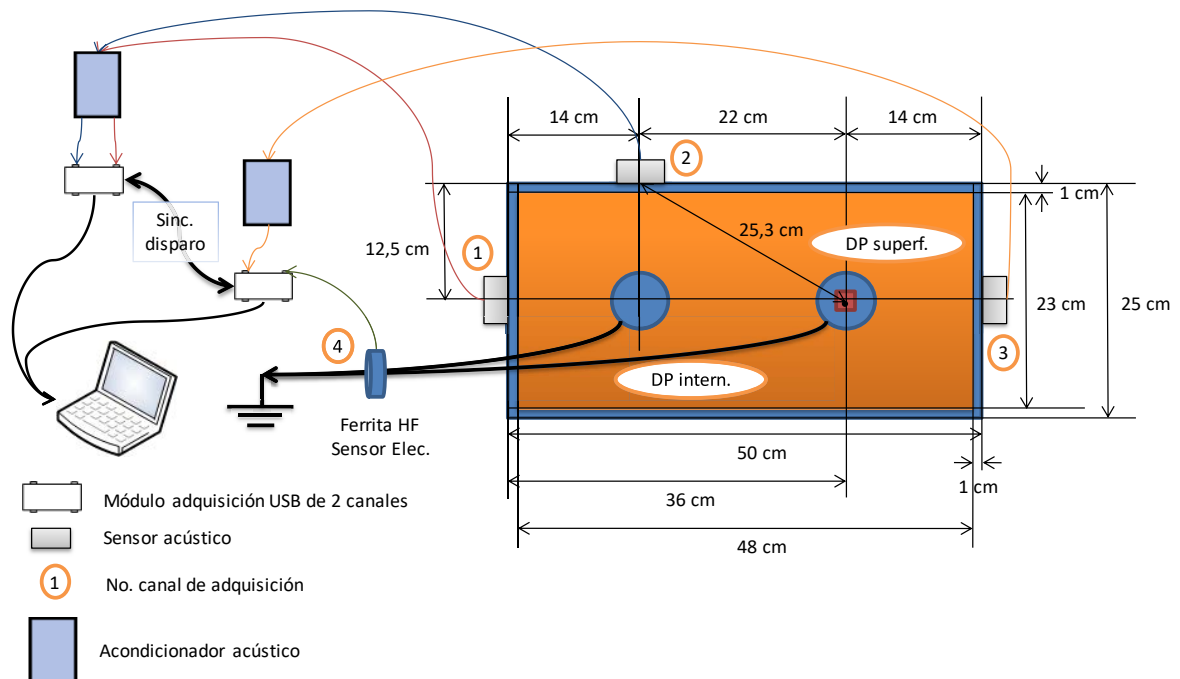 14 cm
22 cm
14 cm
2
1 cm
Sinc.
disparo
12,5 cm
25,3 cm
DP superf.
1
23 cm
25 cm
4
3
DP intern.
Ferrita HF
Sensor Elec.
50 cm
1 cm
36 cm
48 cm
Módulo adquisición USB de 2 canales
Sensor acústico
1
No. canal de adquisición
Acondicionador acústico